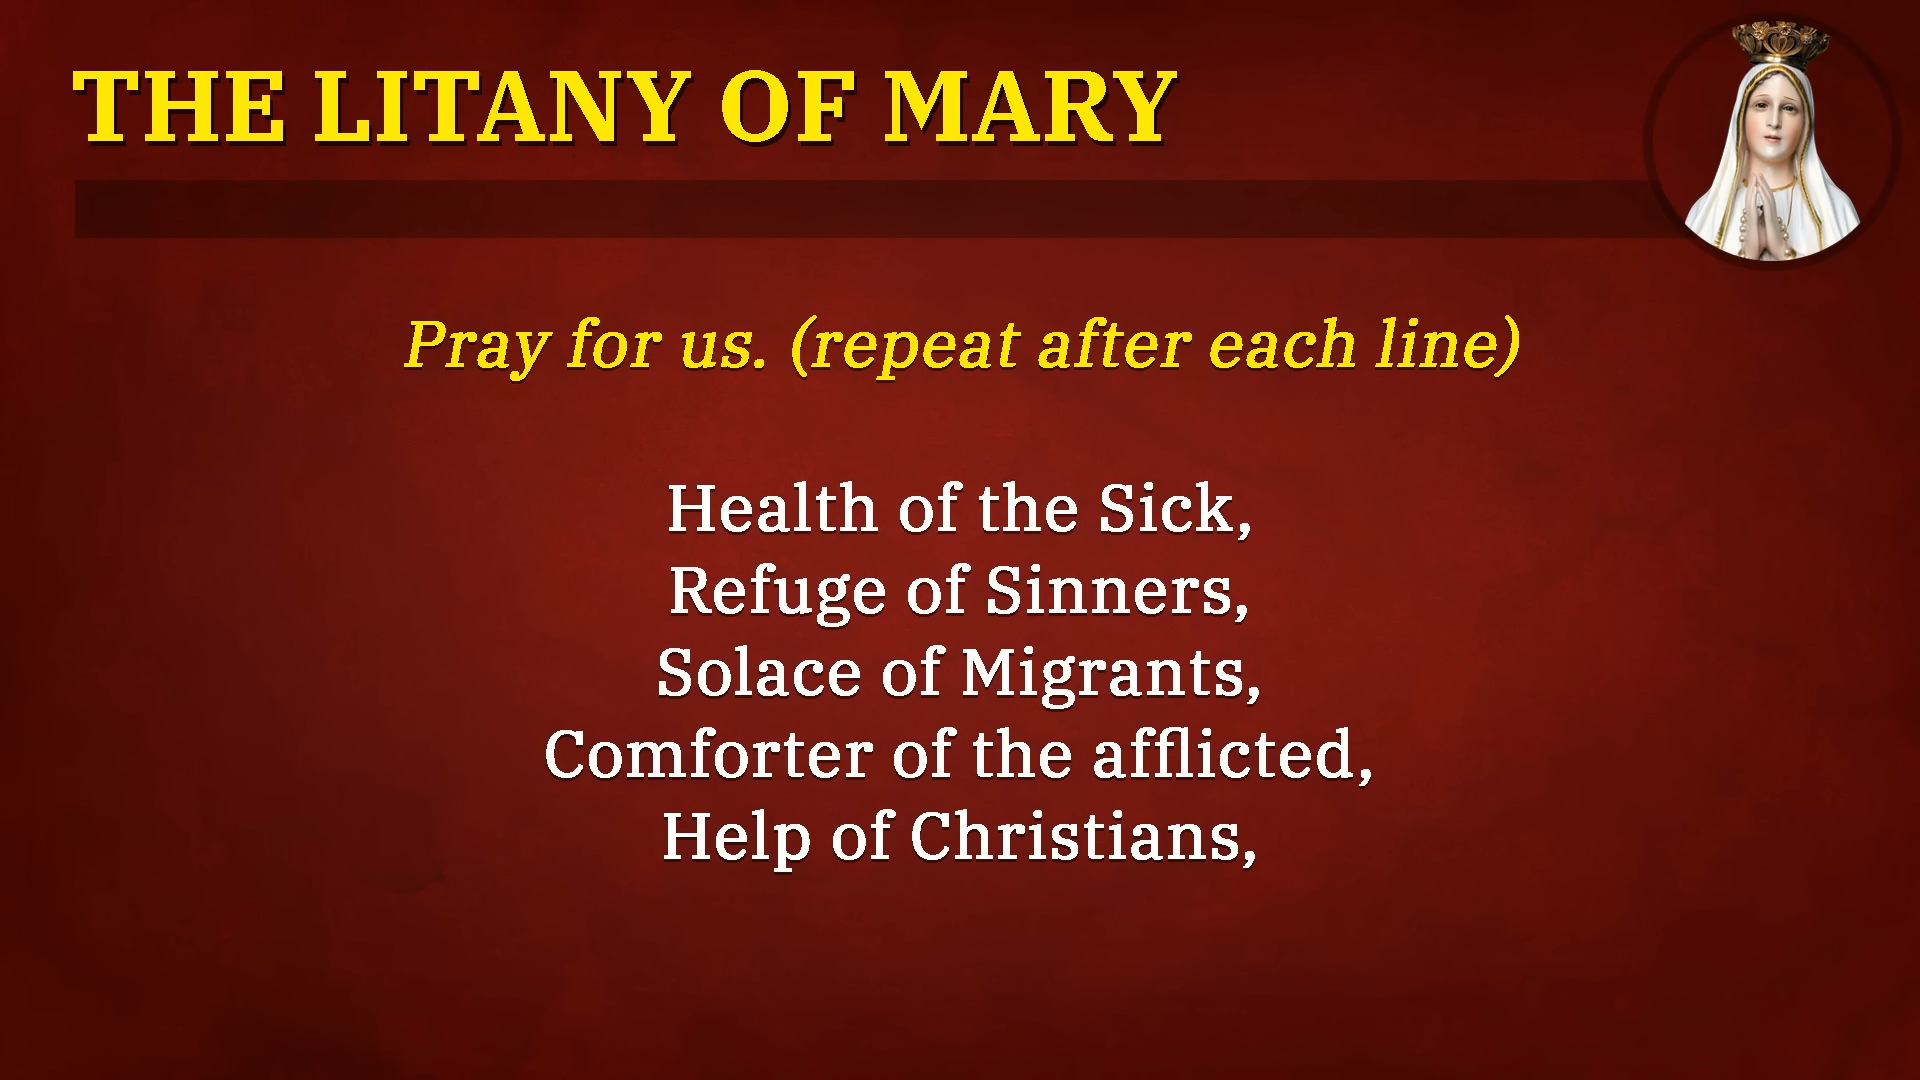 THE LITANY OF MARY
Pray for us. (repeat after each line)
Health of the Sick,
Refuge of Sinners,
Solace of Migrants,
Comforter of the afflicted,
Help of Christians,